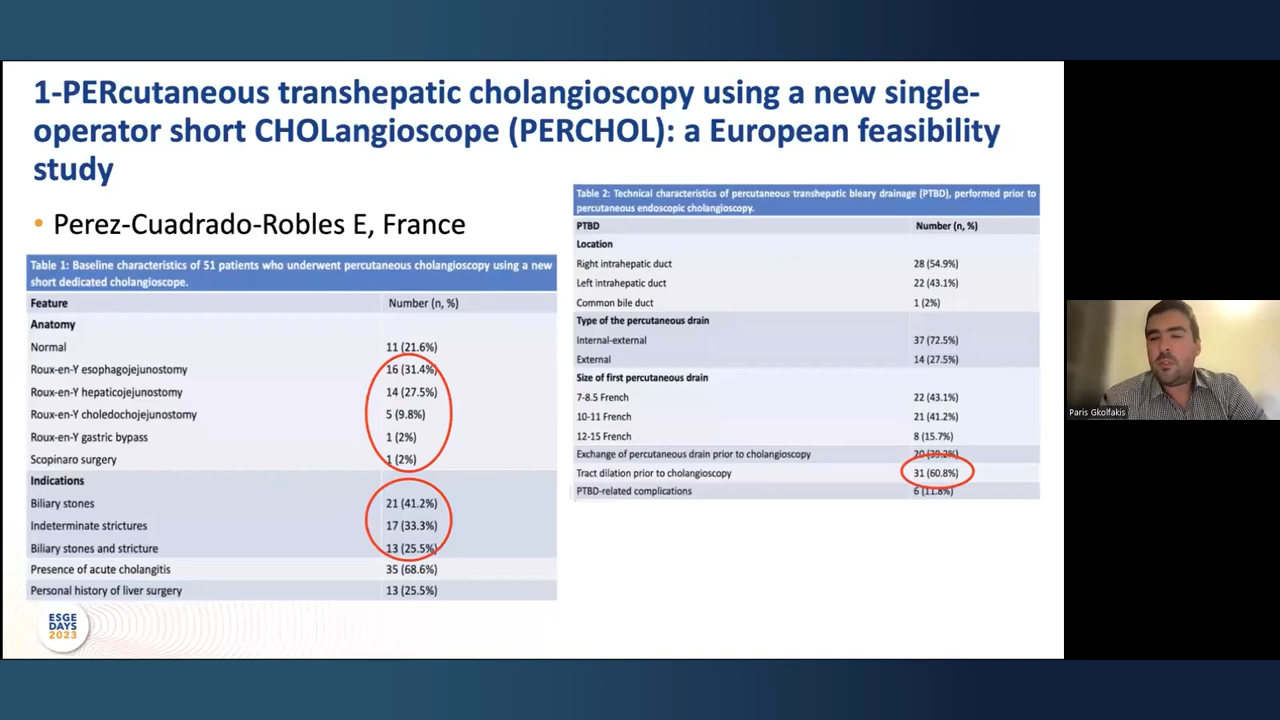 1-PERcutaneous transhepatic cholangioscopy using a new single-
operator short CHOLangioscope (PERCHOL): a European feasibility
study
• Perez-Cuadrado-Robles E, France
Table 1: Baseline characteristics of 51 patients who underwent percutaneous cholangioscopy using a new
short dedicated cholangioscope.
Feature Number (n, %)
Anatomy
Normal 11 (21.6%)
Roux-en-Y esophagojejunostomy 16 (31.4%)
Roux-en-Y hepaticojejunostomy 14 (27.5%)
Roux-en-Y choledochojejunostomy 5 (9.8%)
Roux-en-Y gastric bypass 1 (2%)
Scopinaro surgery 1 (2%)
Indications
Biliary stones 21 (41.2%)
Indeterminate strictures 17 (33.3%)
Biliary stones and stricture 13 (25.5%)
Presence of acute cholangitis 35 (68.6%)
Personal history of liver surgery 13 (25.5%)
Table 2: Technical characteristics of percutaneous transhepatic bleary drainage (PTBD), performed prior to
percutaneous endoscopic cholangioscopy.
PTBD Number (n, %)
Location
Right intrahepatic duct 28 (54.9%)
Left intrahepatic duct 22 (43.1%)
Common bile duct 1 (2%)
Type of the percutaneous drain
Internal-external 37 (72.5%)
External 14 (27.5%)
Size of first percutaneous drain
7-8.5 French 22 (43.1%)
10-11 French 21 (41.2%)
12-15 French 8 (15.7%)
Exchange of percutaneous drain prior to cholangioscopy 20 (39.2%)
Tract dilation prior to cholangioscopy 31 (60.8%)
PTBD-related complications 6 (11.8%)
ESGE
DAYS
2023
Paris Gkolfakis